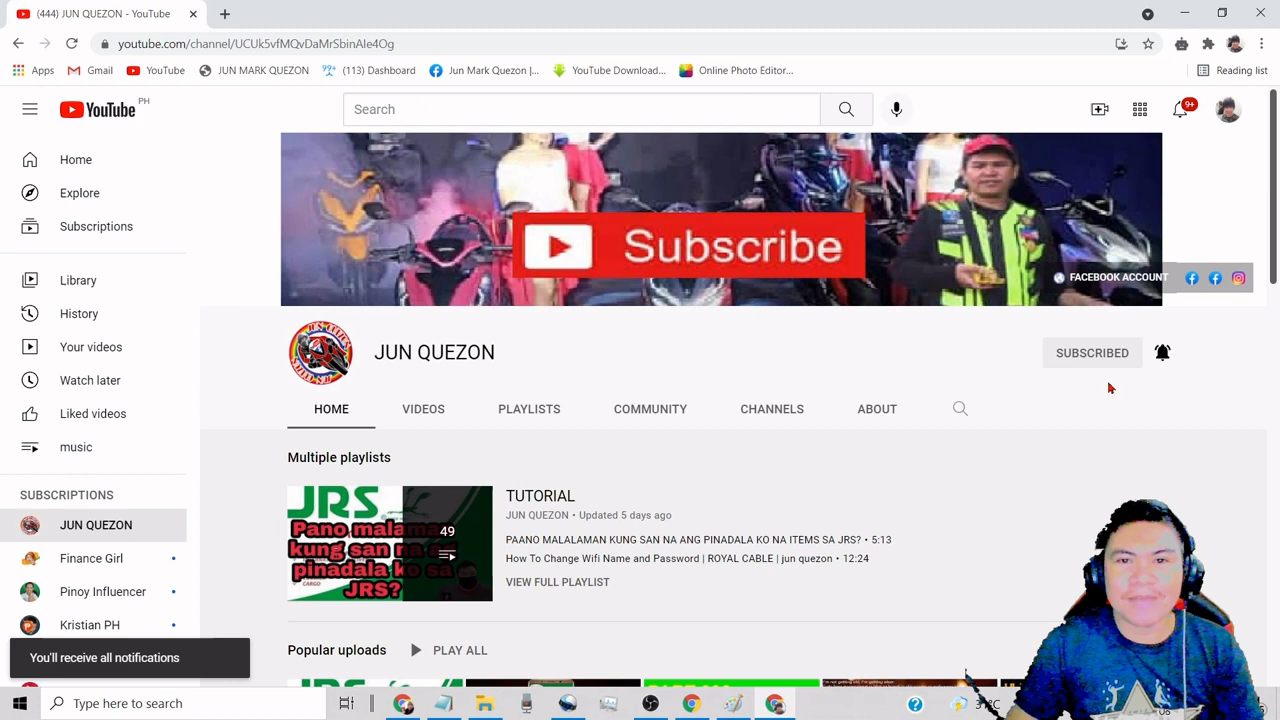 (444) JUN QUEZON - YouTube
youtube.com/channel/UCUk5vfMQvDaMrSbinAle4Og
Apps Gmail YouTube JUN MARK QUEZON 99+ (113) Dashboard Jun Mark Quezon |... YouTube Download... Online Photo Editor... Reading list
YouTube PH
Search
9+
Home
Explore
Subscriptions
Library
History
Your videos
Watch later
Liked videos
music
SUBSCRIPTIONS
JUN QUEZON
Finance Girl
Pinoy Influencer
Kristian PH
You'll receive all notifications
Subscribe
FACEBOOK ACCOUNT
JUN QUEZON
SUBSCRIBED
HOME VIDEOS PLAYLISTS COMMUNITY CHANNELS ABOUT
Multiple playlists
JRS
Pano malama
kung san na
pinadala ko sa
JRS?
CARGO
49
TUTORIAL
JUN QUEZON • Updated 5 days ago
PAANO MALALAMAN KUNG SAN NA ANG PINADALA KO NA ITEMS SA JRS? • 5:13
How To Change Wifi Name and Password | ROYAL CABLE | jun quezon • 12:24
VIEW FULL PLAYLIST
Popular uploads PLAY ALL
Type here to search